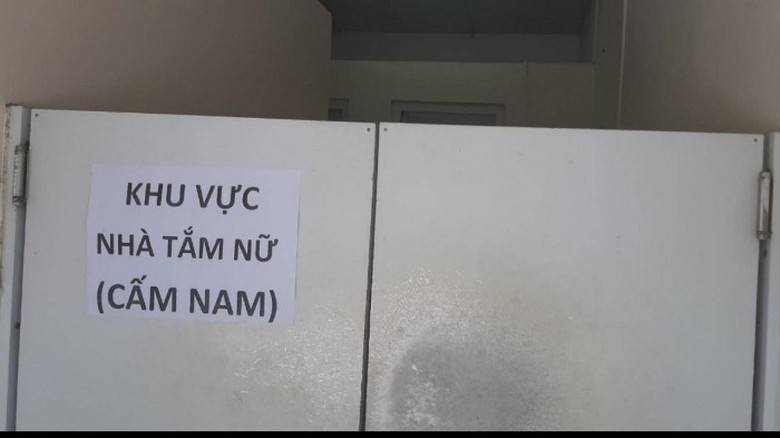 KHU VỰC
NHÀ TẮM NỮ
(CẤM NAM)